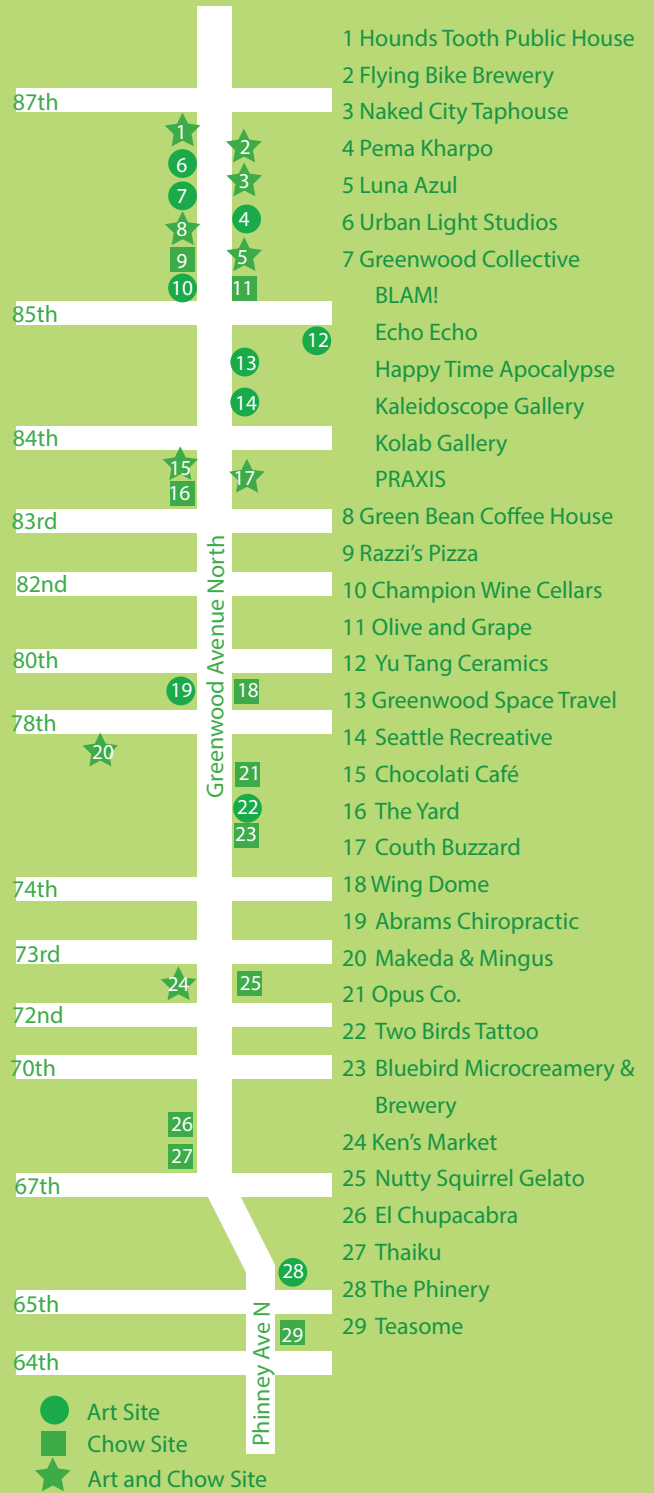 87th
1
2
6
3
7
4
8
5
9
10
11
85th
12
13
14
84th
15
17
16
83rd
82nd
Greenwood Avenue North
80th
19
18
78th
20
21
22
23
74th
73rd
24
25
72nd
70th
26
27
67th
28
65th
29
64th
Phinney Ave N
Art Site
Chow Site
Art and Chow Site
1 Hounds Tooth Public House
2 Flying Bike Brewery
3 Naked City Taphouse
4 Pema Kharpo
5 Luna Azul
6 Urban Light Studios
7 Greenwood Collective
BLAM!
Echo Echo
Happy Time Apocalypse
Kaleidoscope Gallery
Kolab Gallery
PRAXIS
8 Green Bean Coffee House
9 Razzi's Pizza
10 Champion Wine Cellars
11 Olive and Grape
12 Yu Tang Ceramics
13 Greenwood Space Travel
14 Seattle Recreative
15 Chocolati Café
16 The Yard
17 Couth Buzzard
18 Wing Dome
19 Abrams Chiropractic
20 Makeda & Mingus
21 Opus Co.
22 Two Birds Tattoo
23 Bluebird Microcreamery &
Brewery
24 Ken's Market
25 Nutty Squirrel Gelato
26 El Chupacabra
27 Thaiku
28 The Phinery
29 Teasome